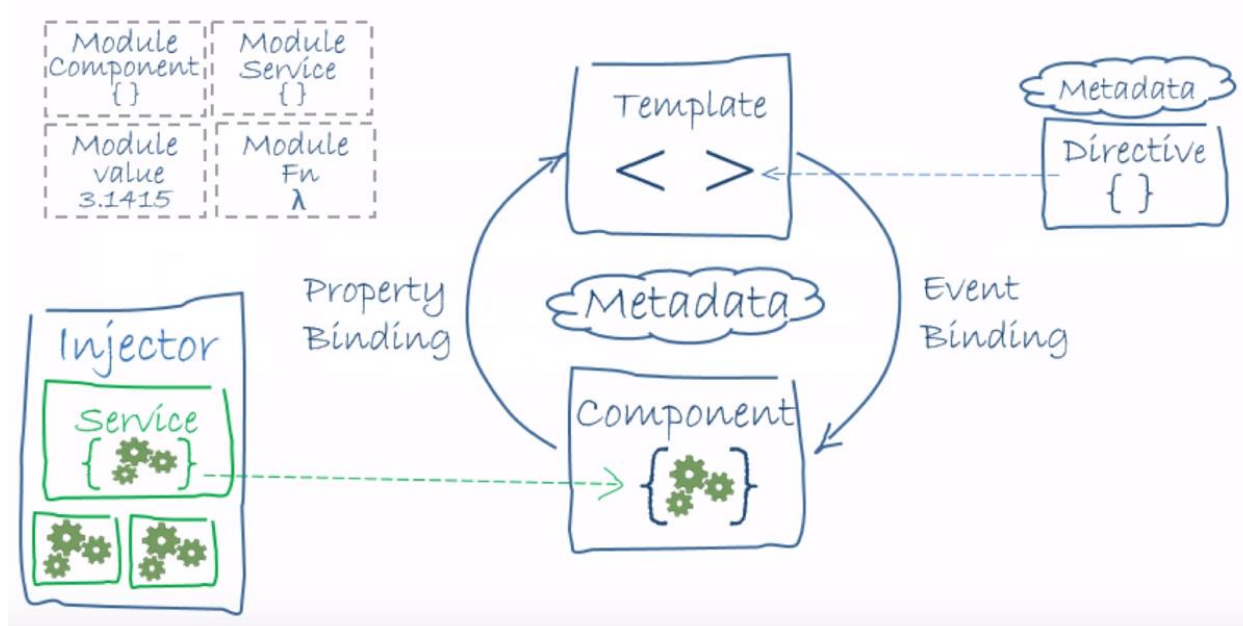 Module
Component
{ }
Module
Service
{ }
Module
value
3.1415
Module
Fn
λ
Template
< >
Metadata
Directive
{ }
Property
Binding
Metadata
Event
Binding
Injector
Service
{ }
Component
{ }